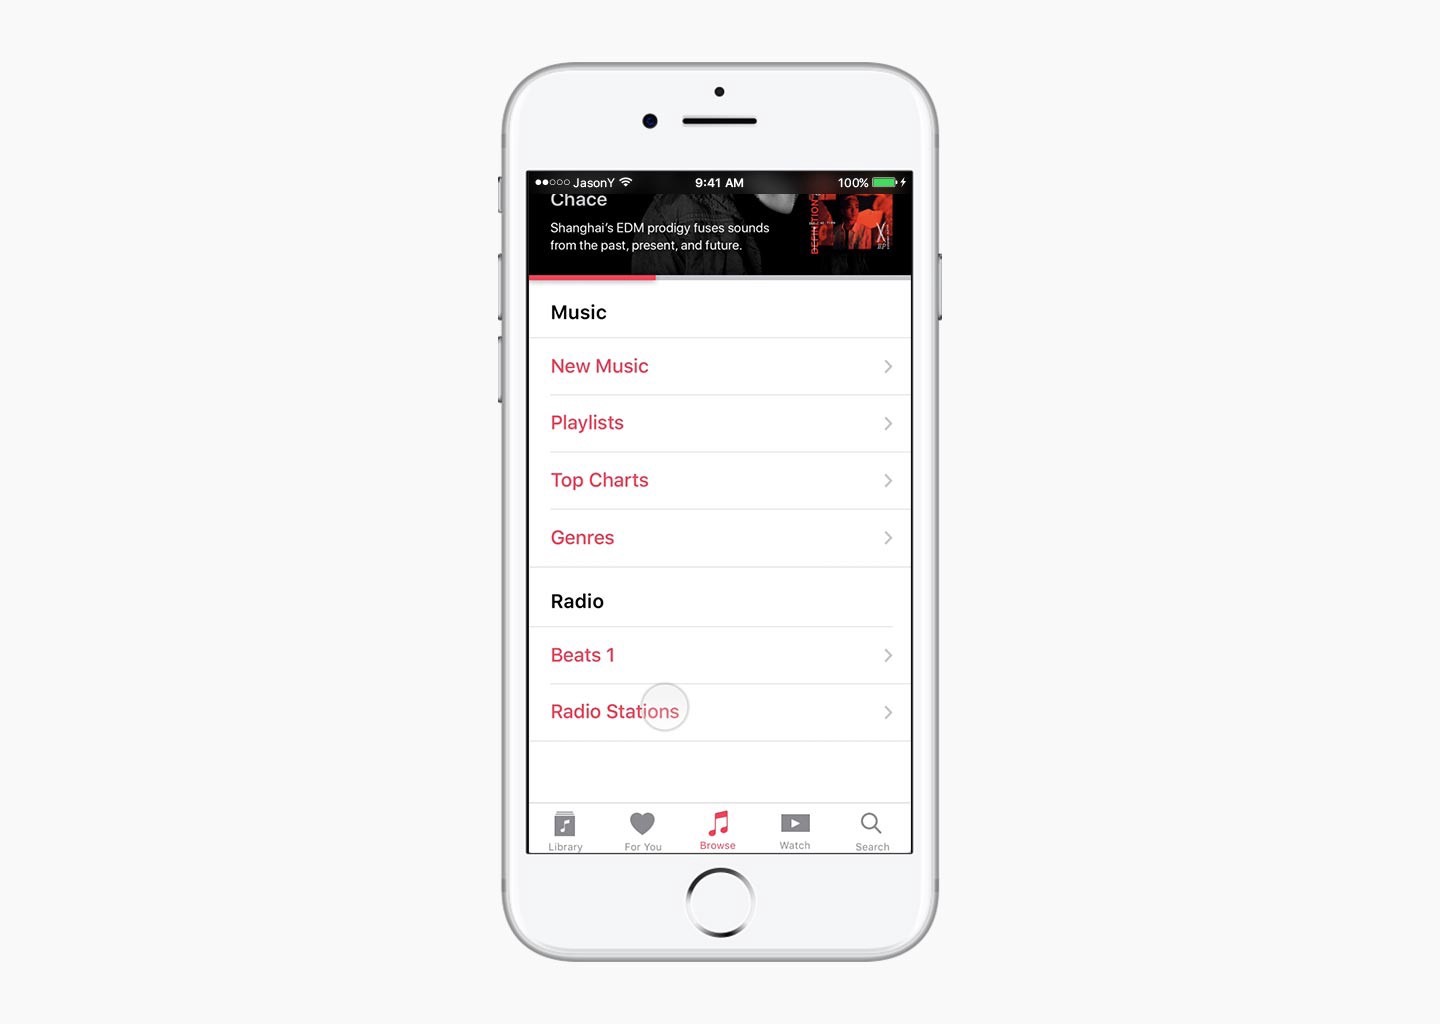 JasonY
9:41 AM
100%
Chace
Shanghai's EDM prodigy fuses sounds
from the past, present, and future.
DEFINITION
X
Music
New Music
Playlists
Top Charts
Genres
Radio
Beats 1
Radio Stations
Library
For You
Browse
Watch
Search